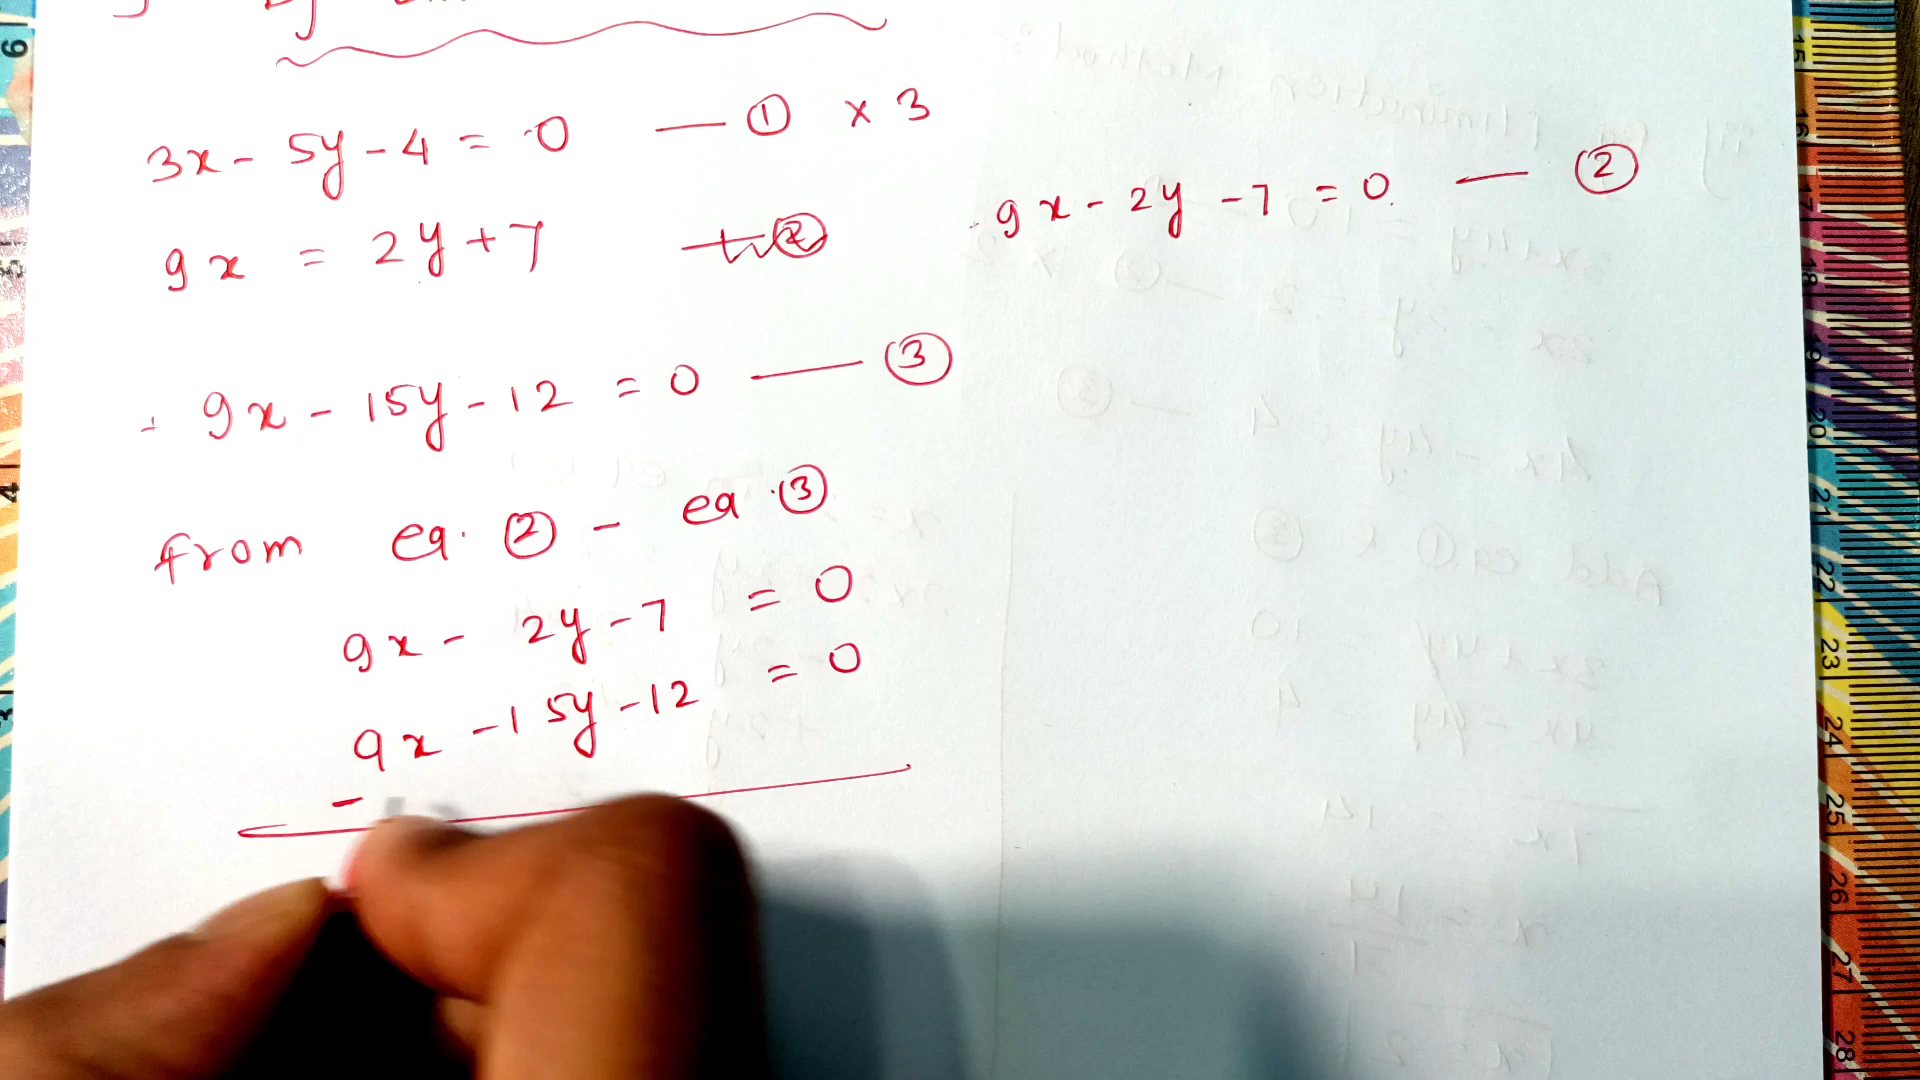 3x - 5y - 4 = 0 — ① × 3
9x = 2y + 7
9x - 2y - 7 = 0 — ②
9x - 15y - 12 = 0 — ③
from eq. ② - eq. ③
9x - 2y - 7 = 0
9x - 15y - 12 = 0
-